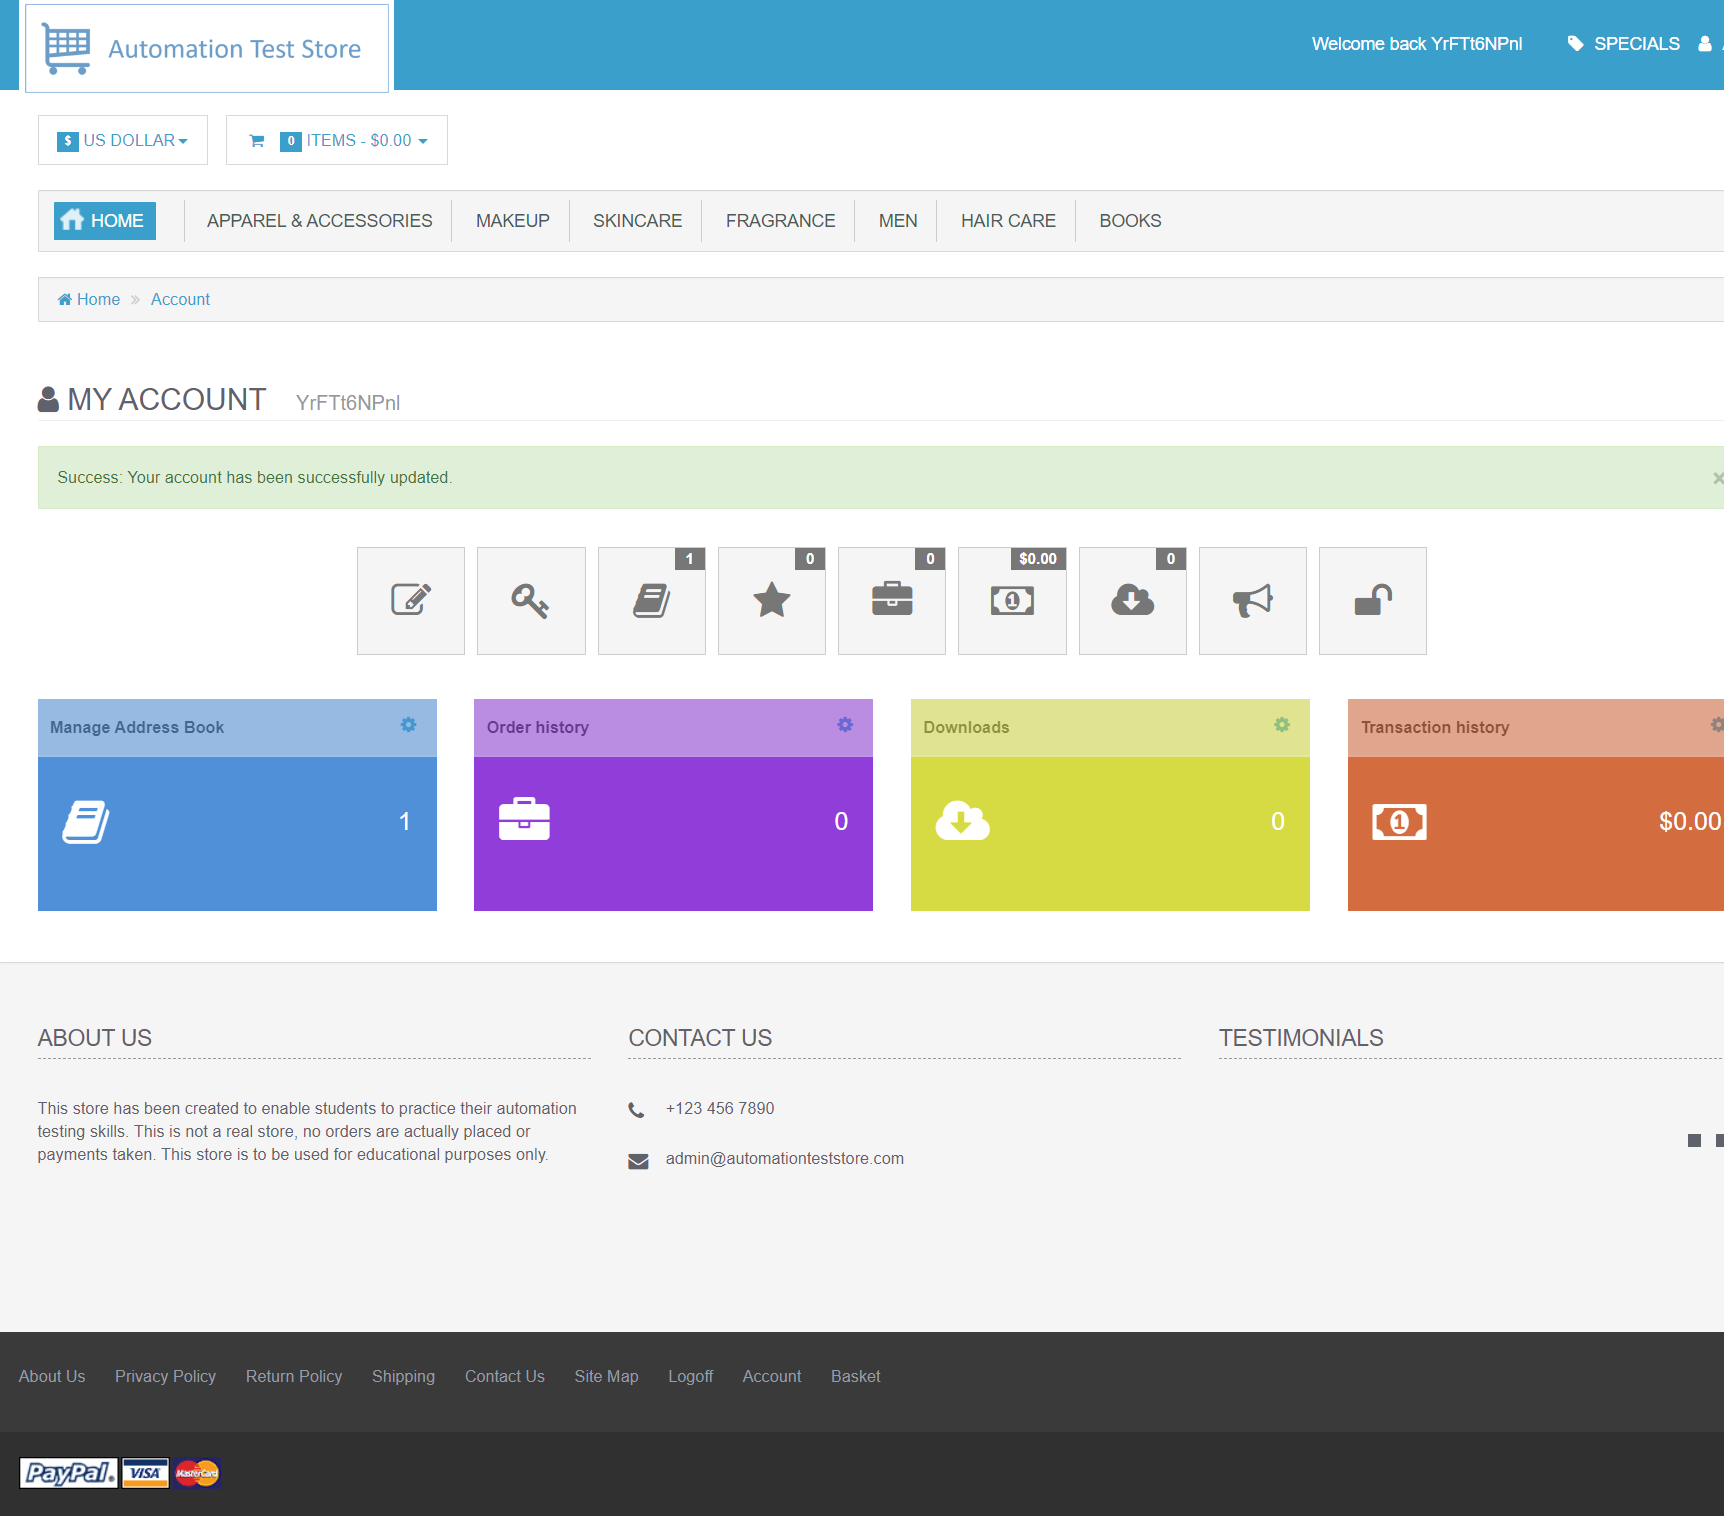 Automation Test Store
Welcome back YrFTt6NPnl
SPECIALS
$ US DOLLAR
0 ITEMS - $0.00
HOME
APPAREL & ACCESSORIES
MAKEUP
SKINCARE
FRAGRANCE
MEN
HAIR CARE
BOOKS
Home
Account
MY ACCOUNT YrFTt6NPnl
Success: Your account has been successfully updated.
×
1
0
0
$0.00
0
Manage Address Book
1
Order history
0
Downloads
0
Transaction history
$0.00
ABOUT US
This store has been created to enable students to practice their automation
testing skills. This is not a real store, no orders are actually placed or
payments taken. This store is to be used for educational purposes only.
CONTACT US
+123 456 7890
admin@automationteststore.com
TESTIMONIALS
About Us
Privacy Policy
Return Policy
Shipping
Contact Us
Site Map
Logoff
Account
Basket
PayPal
VISA
MasterCard